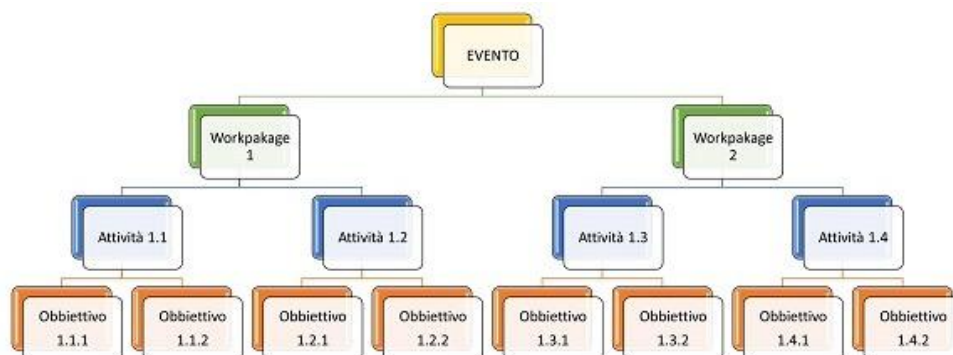 EVENTO
Workpakage
1
Workpakage
2
Attività 1.1
Attività 1.2
Attività 1.3
Attività 1.4
Obbiettivo
1.1.1
Obbiettivo
1.1.2
Obbiettivo
1.2.1
Obbiettivo
1.2.2
Obbiettivo
1.3.1
Obbiettivo
1.3.2
Obbiettivo
1.4.1
Obbiettivo
1.4.2